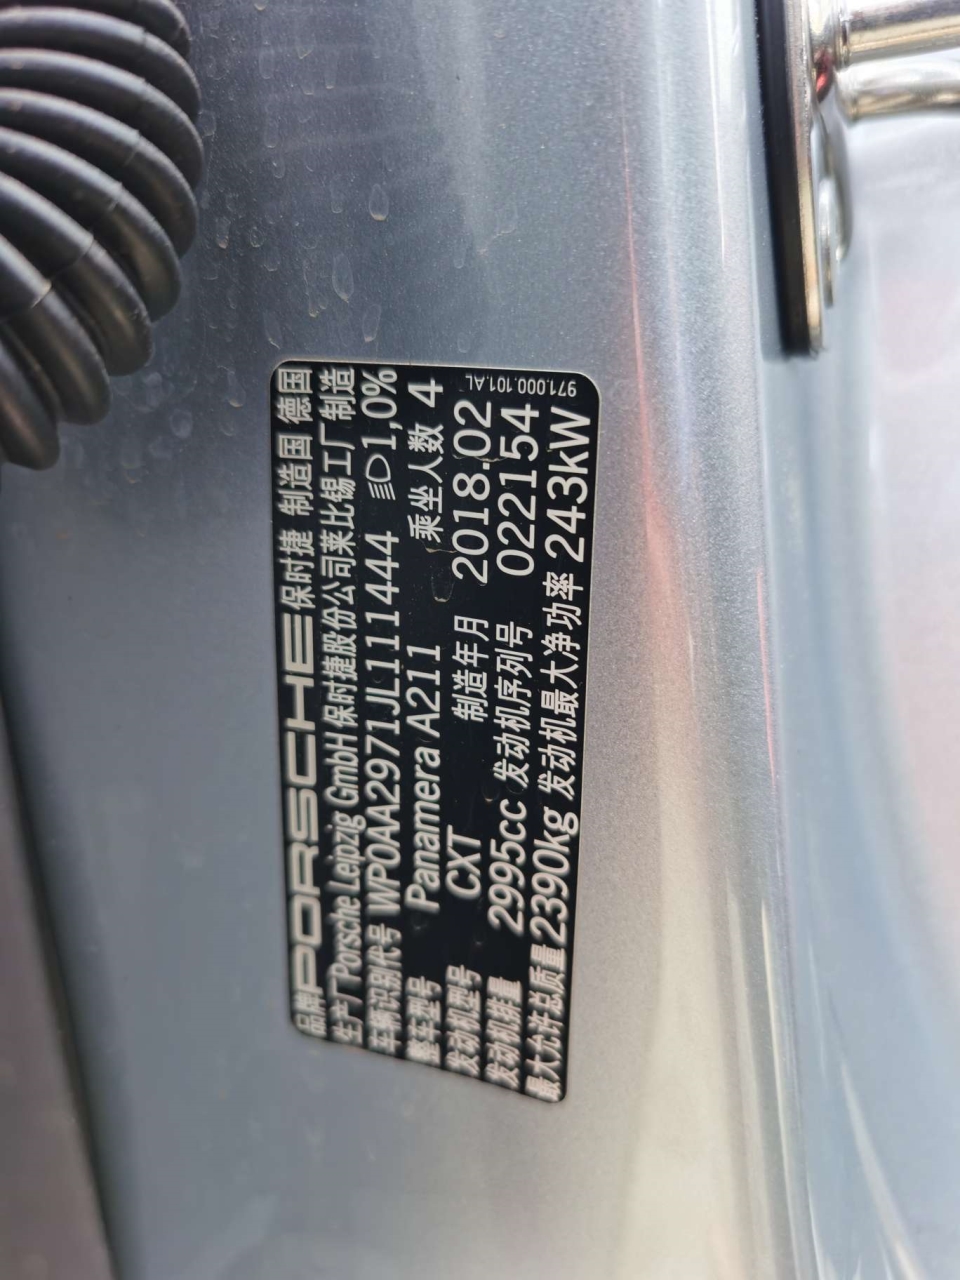 品牌 PORSCHE 保时捷 制造国 德国
生产厂 Porsche Leipzig GmbH 保时捷股份公司莱比锡工厂 制造
车辆识别代号 WP0AA2971JL111444 1,0%
整车型号 Panamera A211 乘坐人数 4
发动机型号 CXT 制造年月 2018.02
发动机排量 2995cc 发动机序列号 022154
最大允许总质量 2390kg 发动机最大净功率 243kW
971.000.101.AL